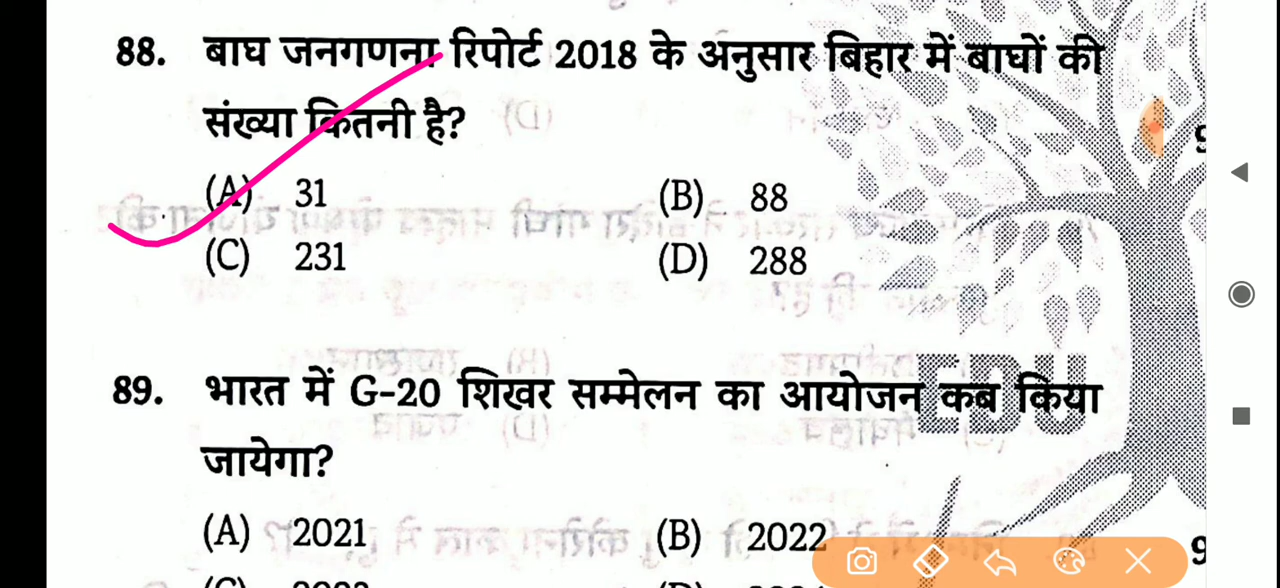 88. बाघ जनगणना रिपोर्ट 2018 के अनुसार बिहार में बाघों की
संख्या कितनी है?
(A) 31 (B) 88
(C) 231 (D) 288
EDU
89. भारत में G-20 शिखर सम्मेलन का आयोजन कब किया
जायेगा?
(A) 2021 (B) 2022